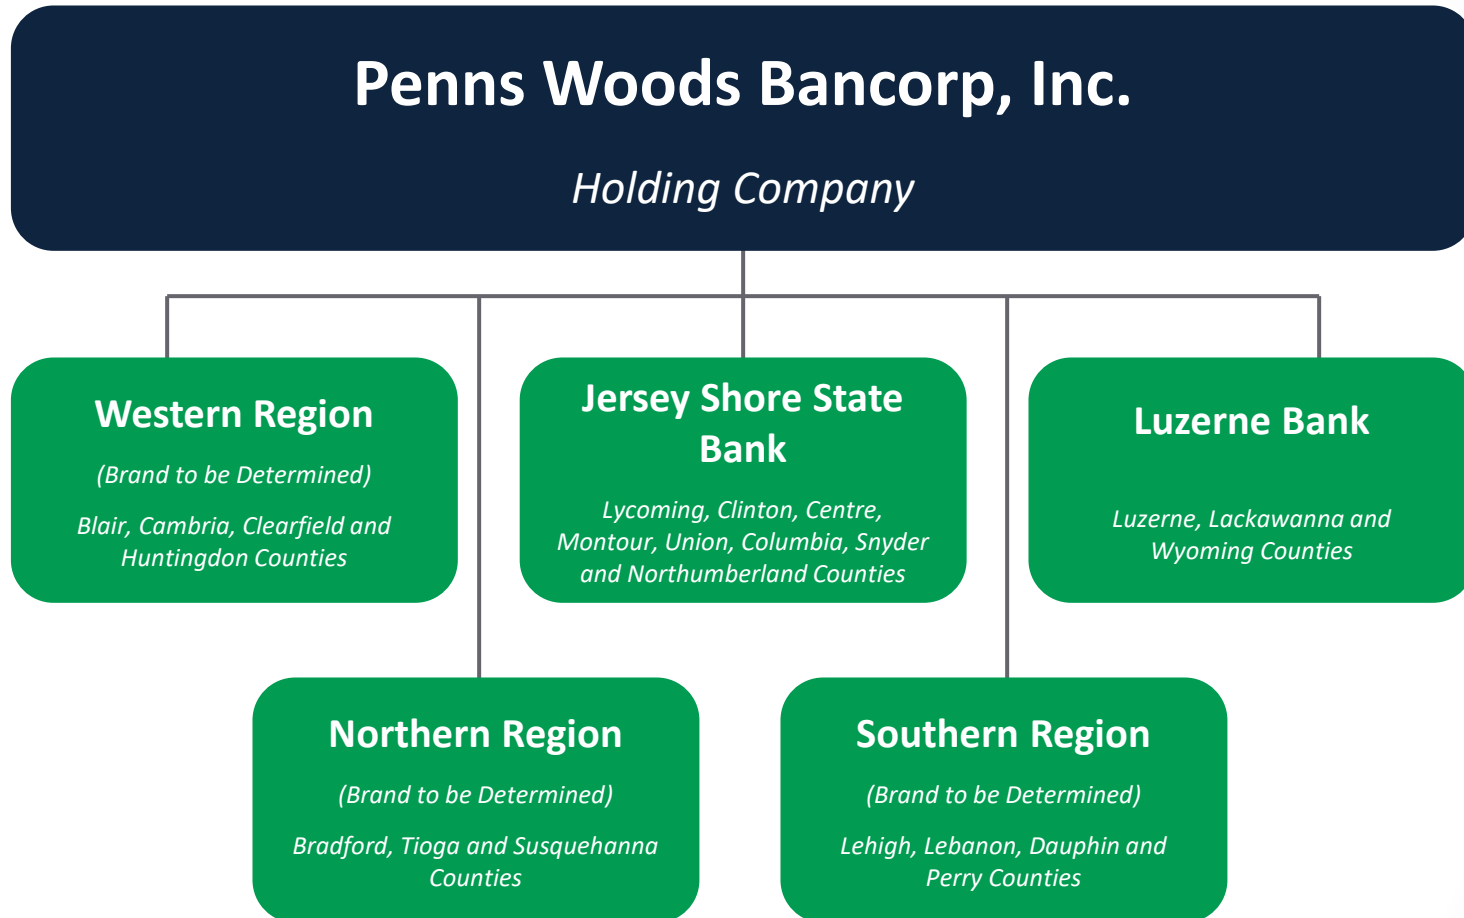 Penns Woods Bancorp, Inc.
Holding Company
Western Region
(Brand to be Determined)
Blair, Cambria, Clearfield and
Huntingdon Counties
Jersey Shore State
Bank
Lycoming, Clinton, Centre,
Montour, Union, Columbia, Snyder
and Northumberland Counties
Luzerne Bank
Luzerne, Lackawanna and
Wyoming Counties
Northern Region
(Brand to be Determined)
Bradford, Tioga and Susquehanna
Counties
Southern Region
(Brand to be Determined)
Lehigh, Lebanon, Dauphin and
Perry Counties